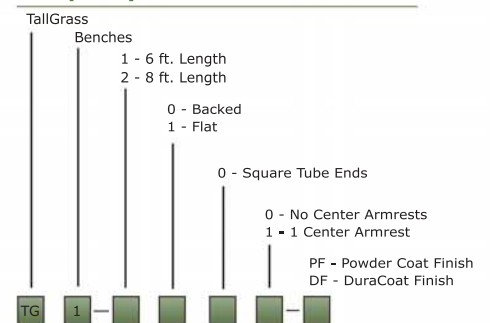 TallGrass
Benches
1 - 6 ft. Length
2 - 8 ft. Length
0 - Backed
1 - Flat
0 - Square Tube Ends
0 - No Center Armrests
1 - 1 Center Armrest
PF - Powder Coat Finish
DF - DuraCoat Finish
TG 1 – –